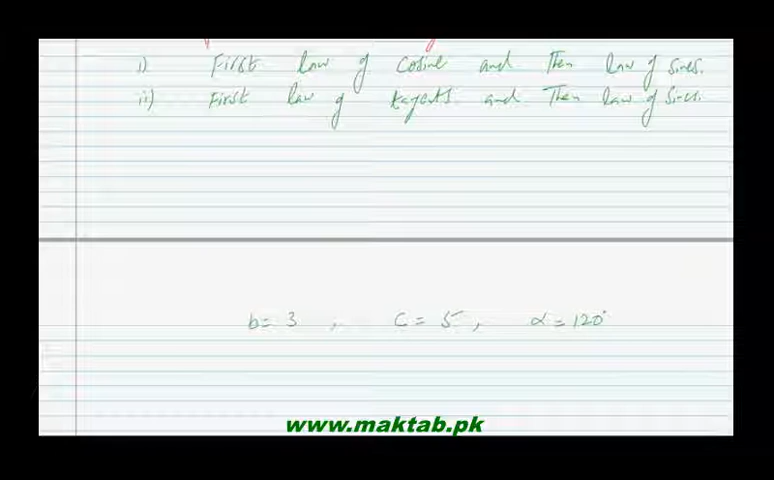 i) First law of cosine and Then law of sines.
ii) First law of tagents and Then law of sines.
b= 3 , c = 5 , α = 120°
www.maktab.pk